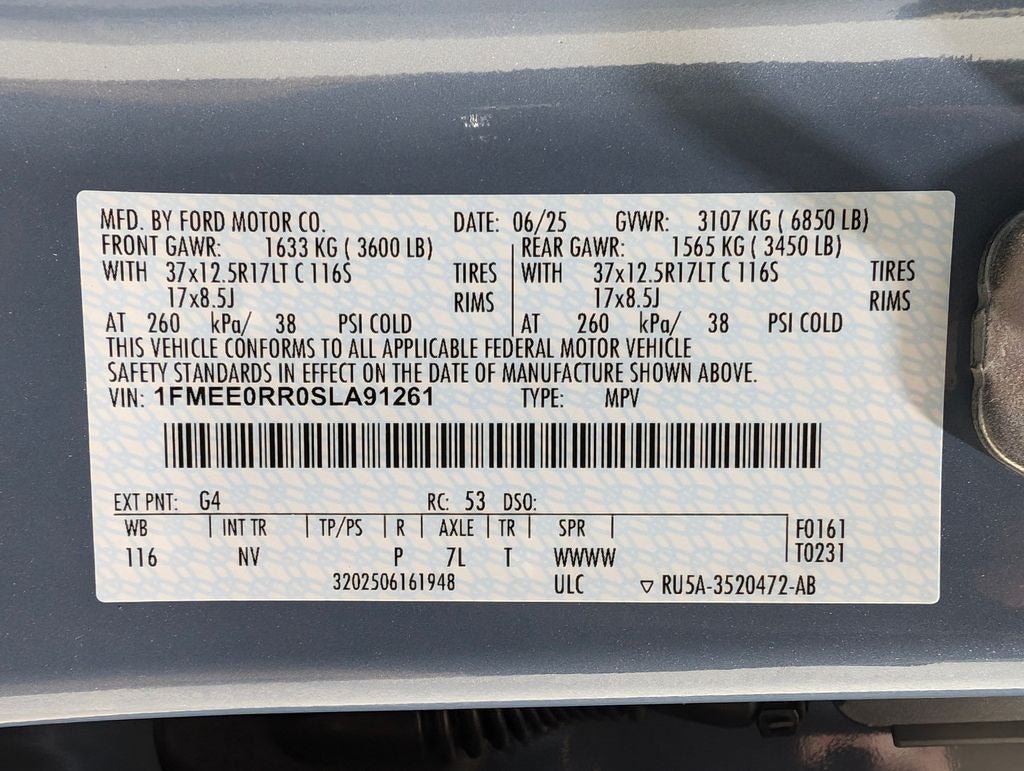 MFD. BY FORD MOTOR CO. DATE: 06/25 GVWR: 3107 KG ( 6850 LB)
FRONT GAWR: 1633 KG ( 3600 LB) REAR GAWR: 1565 KG ( 3450 LB)
WITH 37x12.5R17LT C 116S TIRES WITH 37x12.5R17LT C 116S TIRES
17x8.5J RIMS 17x8.5J RIMS
AT 260 kPa/ 38 PSI COLD AT 260 kPa/ 38 PSI COLD
THIS VEHICLE CONFORMS TO ALL APPLICABLE FEDERAL MOTOR VEHICLE
SAFETY STANDARDS IN EFFECT ON THE DATE OF MANUFACTURE SHOWN ABOVE.
VIN: 1FMEE0RR0SLA91261 TYPE: MPV
EXT PNT: G4 RC: 53 DSO:
WB INT TR TP/PS R AXLE TR SPR F0161
116 NV P 7L T WWWW T0231
3202506161948 ULC ▽ RU5A-3520472-AB